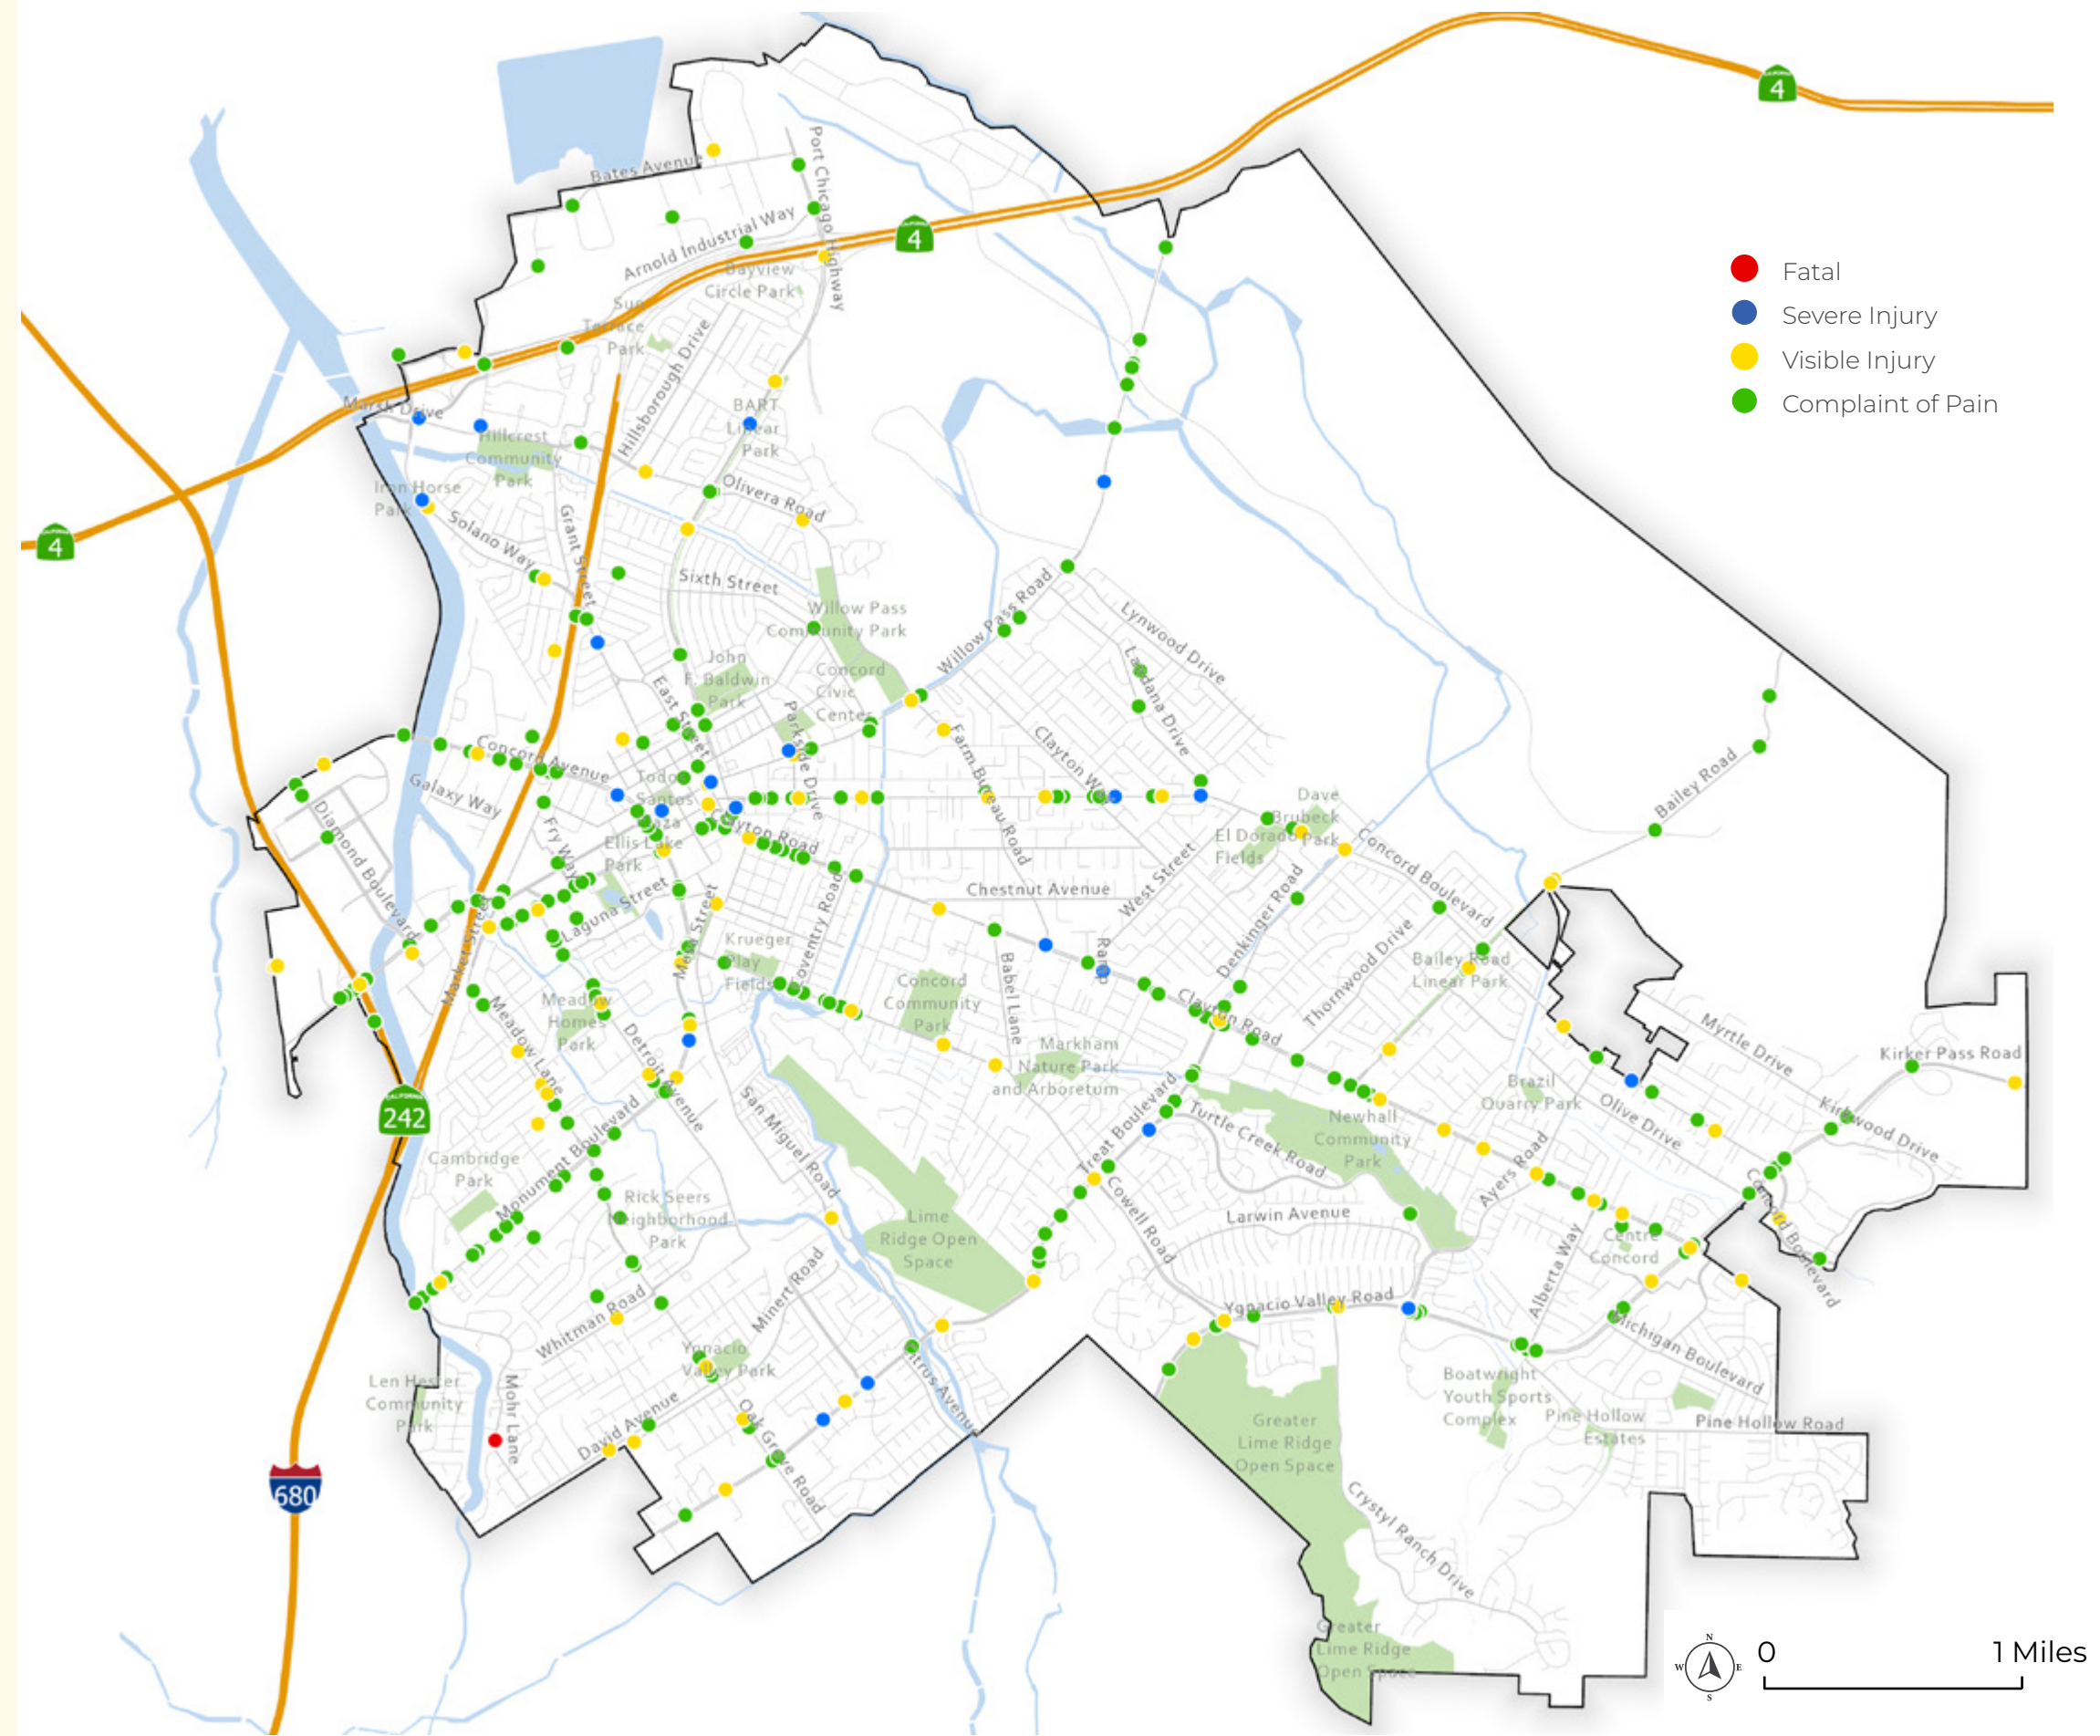 4
Bates Avenue
Port Chicago Highway
Arnold Industrial Way
4
Bayview
Circle Park
Fatal
Severe Injury
Visible Injury
Complaint of Pain
Sun
Terrace
Park
Hillsborough Drive
Marsh Drive
BART
Linear
Park
Hillcrest
Community
Park
Iron Horse
Park
Olivera Road
Solano Way
Grant Street
4
Sixth Street
Willow Pass
Community Park
Willow Pass Road
Lynwood Drive
John
F. Baldwin
Park
Concord
Civic
Center
East Street
Parkside Drive
Landana Drive
Clayton Way
Farm Bureau Road
Concord Avenue
Galaxy Way
Todos
Santos
Plaza
Clayton Road
Ellis Lake
Park
Fry Way
Diamond Boulevard
Dave
Brubeck
Park
El Dorado
Fields
Bailey Road
Concord Boulevard
West Street
Chestnut Avenue
Laguna Street
Coventry Road
Market Street
Mesa Street
Krueger
Play
Fields
Denkinger Road
Thornwood Drive
Bailey Road
Linear Park
Babel Lane
Ramp
Concord
Community
Park
Clayton Road
Meadow Lane
Meadow
Homes
Park
Detroit Avenue
Markham
Nature Park
and Arboretum
Myrtle Drive
Kirker Pass Road
242
San Miguel Road
Brazil
Quarry Park
Olive Drive
Kirkwood Drive
Treat Boulevard
Turtle Creek Road
Newhall
Community
Park
Cambridge
Park
Monument Boulevard
Rick Seers
Neighborhood
Park
Ayers Road
Cowell Road
Lime
Ridge Open
Space
Larwin Avenue
Concord Boulevard
Centre
Concord
Alberta Way
Minert Road
Ygnacio Valley Road
Whitman Road
Michigan Boulevard
Ygnacio
Valley Park
Citrus Avenue
Len Hester
Community
Park
Mohr Lane
David Avenue
Oak Grove Road
Boatwright
Youth Sports
Complex
Pine Hollow
Estates
Pine Hollow Road
Greater
Lime Ridge
Open Space
680
Crystyl Ranch Drive
Greater
Lime Ridge
Open Space
N
W E
S
0 1 Miles